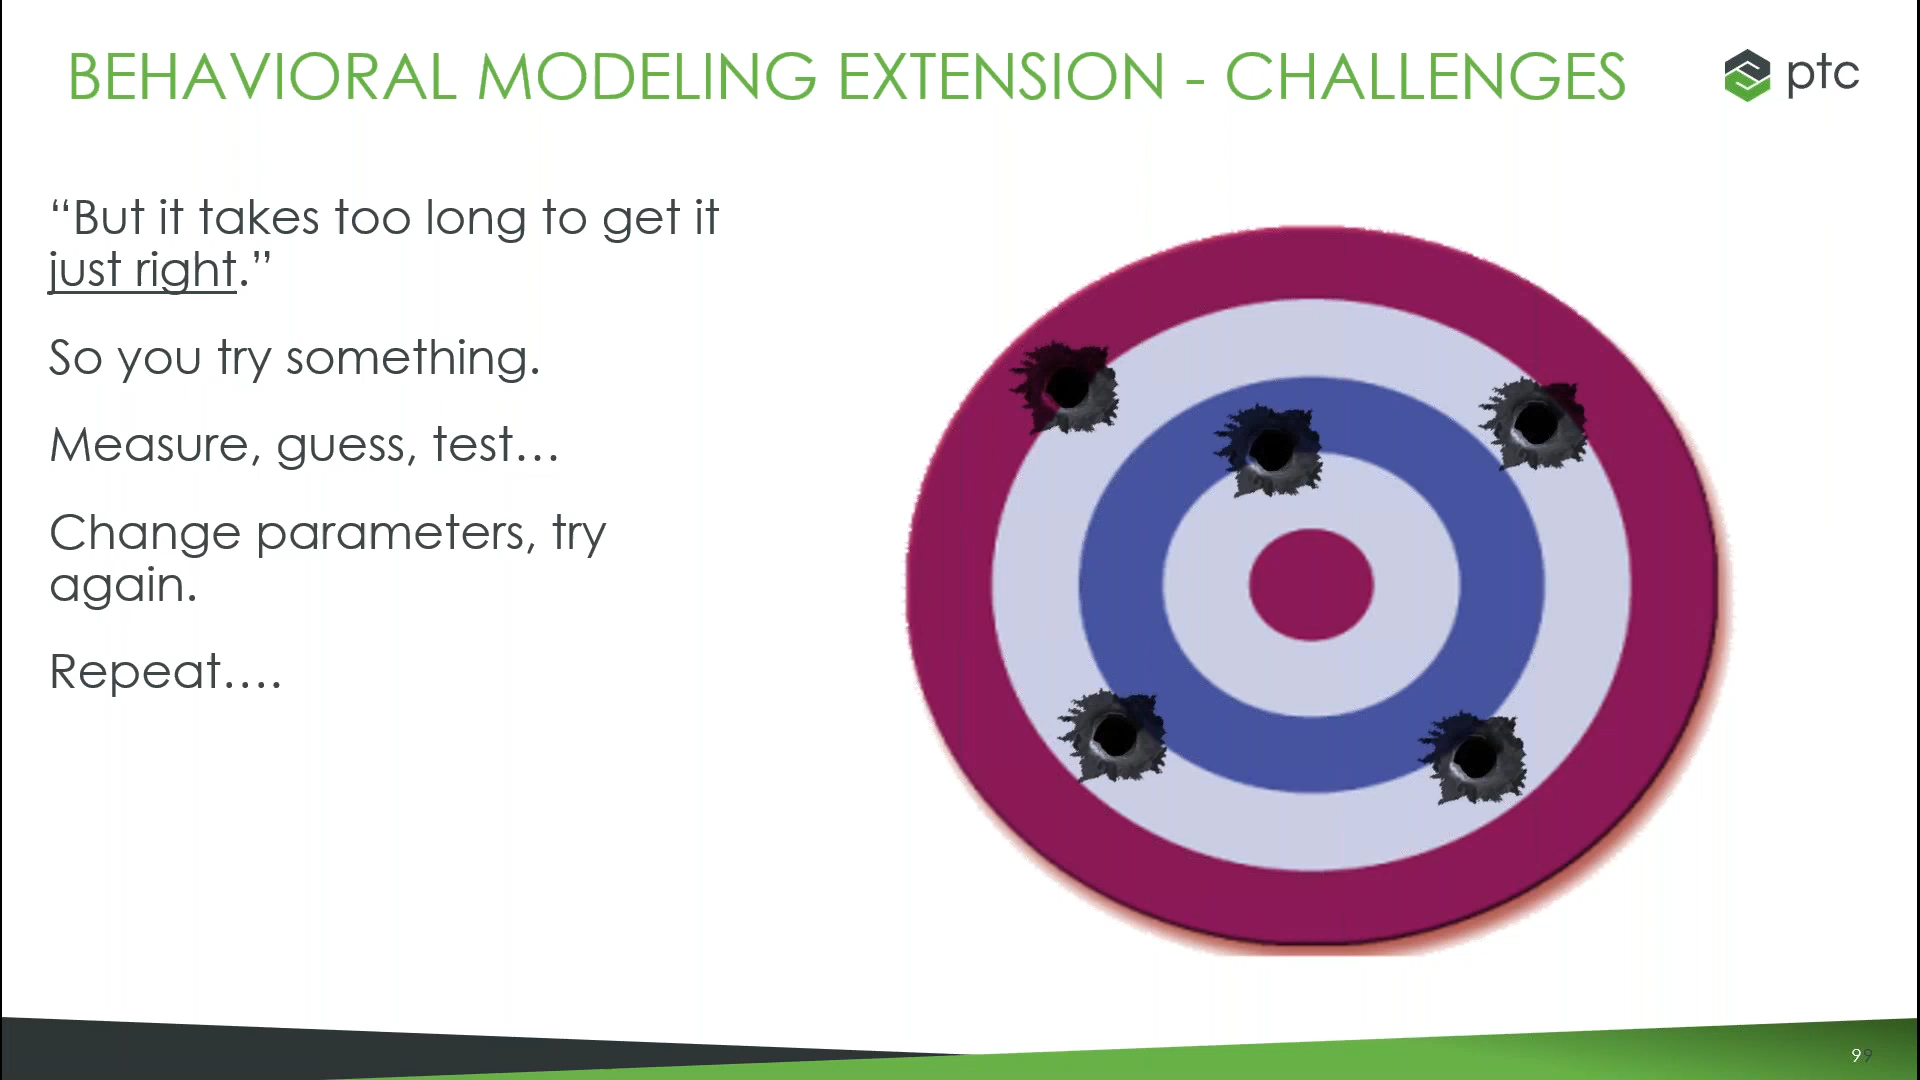 BEHAVIORAL MODELING EXTENSION - CHALLENGES
ptc
“But it takes too long to get it
just right.”
So you try something.
Measure, guess, test…
Change parameters, try
again.
Repeat….
99